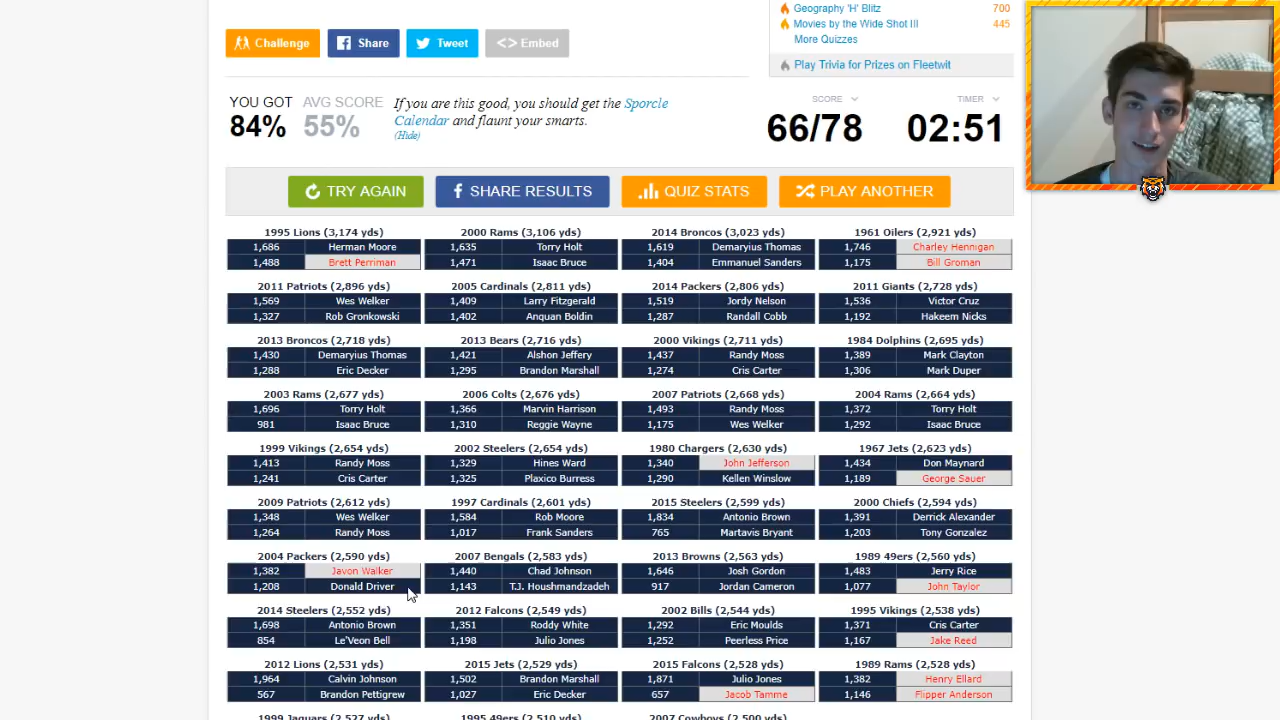 Geography 'H' Blitz 700
Movies by the Wide Shot III 445
More Quizzes
Challenge Share Tweet <> Embed
Play Trivia for Prizes on Fleetwit
YOU GOT AVG SCORE
84% 55%
If you are this good, you should get the Sporcle
Calendar and flaunt your smarts.
(Hide)
SCORE TIMER
66/78 02:51
TRY AGAIN SHARE RESULTS QUIZ STATS PLAY ANOTHER
1995 Lions (3,174 yds) 2000 Rams (3,106 yds) 2014 Broncos (3,023 yds) 1961 Oilers (2,921 yds)
1,686 Herman Moore 1,635 Torry Holt 1,619 Demaryius Thomas 1,746 Charley Hennigan
1,488 Brett Perriman 1,471 Isaac Bruce 1,404 Emmanuel Sanders 1,175 Bill Groman
2011 Patriots (2,896 yds) 2005 Cardinals (2,811 yds) 2014 Packers (2,806 yds) 2011 Giants (2,728 yds)
1,569 Wes Welker 1,409 Larry Fitzgerald 1,519 Jordy Nelson 1,536 Victor Cruz
1,327 Rob Gronkowski 1,402 Anquan Boldin 1,287 Randall Cobb 1,192 Hakeem Nicks
2013 Broncos (2,718 yds) 2013 Bears (2,716 yds) 2000 Vikings (2,711 yds) 1984 Dolphins (2,695 yds)
1,430 Demaryius Thomas 1,421 Alshon Jeffery 1,437 Randy Moss 1,389 Mark Clayton
1,288 Eric Decker 1,295 Brandon Marshall 1,274 Cris Carter 1,306 Mark Duper
2003 Rams (2,677 yds) 2006 Colts (2,676 yds) 2007 Patriots (2,668 yds) 2004 Rams (2,664 yds)
1,696 Torry Holt 1,366 Marvin Harrison 1,493 Randy Moss 1,372 Torry Holt
981 Isaac Bruce 1,310 Reggie Wayne 1,175 Wes Welker 1,292 Isaac Bruce
1999 Vikings (2,654 yds) 2002 Steelers (2,654 yds) 1980 Chargers (2,630 yds) 1967 Jets (2,623 yds)
1,413 Randy Moss 1,329 Hines Ward 1,340 John Jefferson 1,434 Don Maynard
1,241 Cris Carter 1,325 Plaxico Burress 1,290 Kellen Winslow 1,189 George Sauer
2009 Patriots (2,612 yds) 1997 Cardinals (2,601 yds) 2015 Steelers (2,599 yds) 2000 Chiefs (2,594 yds)
1,348 Wes Welker 1,584 Rob Moore 1,834 Antonio Brown 1,391 Derrick Alexander
1,264 Randy Moss 1,017 Frank Sanders 765 Martavis Bryant 1,203 Tony Gonzalez
2004 Packers (2,590 yds) 2007 Bengals (2,583 yds) 2013 Browns (2,563 yds) 1989 49ers (2,560 yds)
1,382 Javon Walker 1,440 Chad Johnson 1,646 Josh Gordon 1,483 Jerry Rice
1,208 Donald Driver 1,143 T.J. Houshmandzadeh 917 Jordan Cameron 1,077 John Taylor
2014 Steelers (2,552 yds) 2012 Falcons (2,549 yds) 2002 Bills (2,544 yds) 1995 Vikings (2,538 yds)
1,698 Antonio Brown 1,351 Roddy White 1,292 Eric Moulds 1,371 Cris Carter
854 Le'Veon Bell 1,198 Julio Jones 1,252 Peerless Price 1,167 Jake Reed
2012 Lions (2,531 yds) 2015 Jets (2,529 yds) 2015 Falcons (2,528 yds) 1989 Rams (2,528 yds)
1,964 Calvin Johnson 1,502 Brandon Marshall 1,871 Julio Jones 1,382 Henry Ellard
567 Brandon Pettigrew 1,027 Eric Decker 657 Jacob Tamme 1,146 Flipper Anderson
1999 Jaguars (2,527 yds) 1995 49ers (2,510 yds) 2007 Cowboys (2,500 yds)